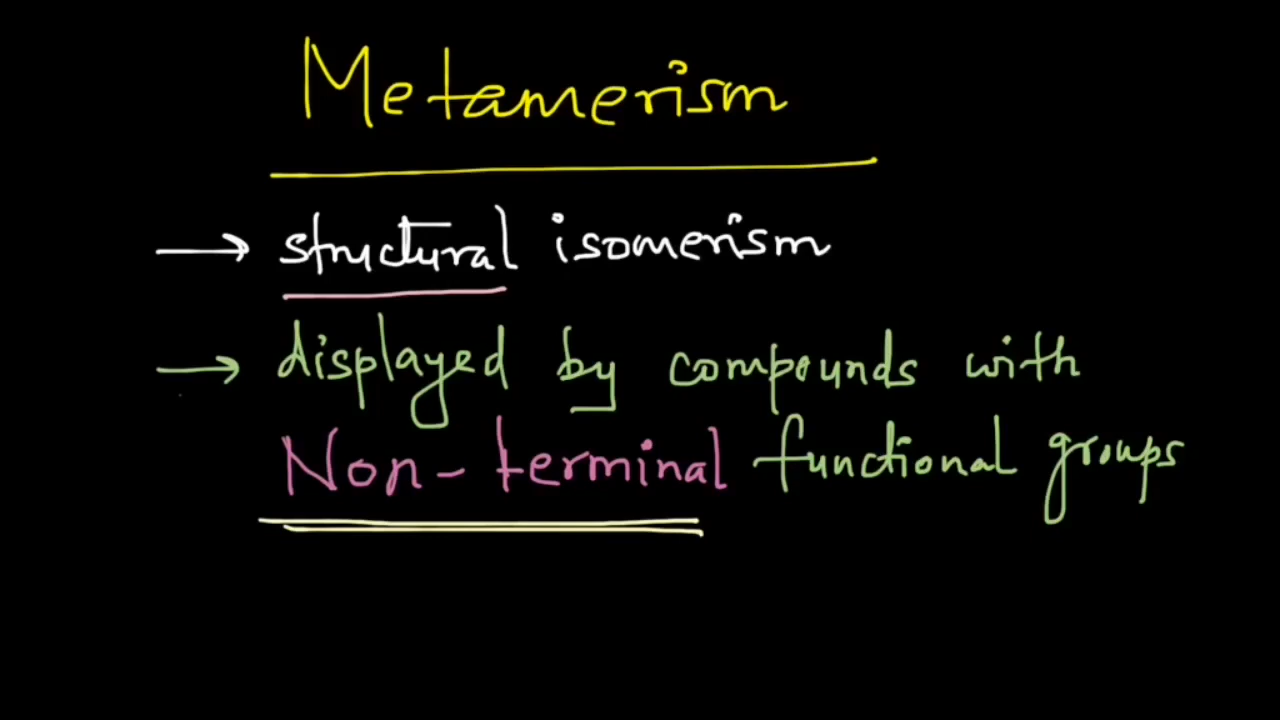 Metamerism
→ structural isomerism
→ displayed by compounds with
Non-terminal functional groups